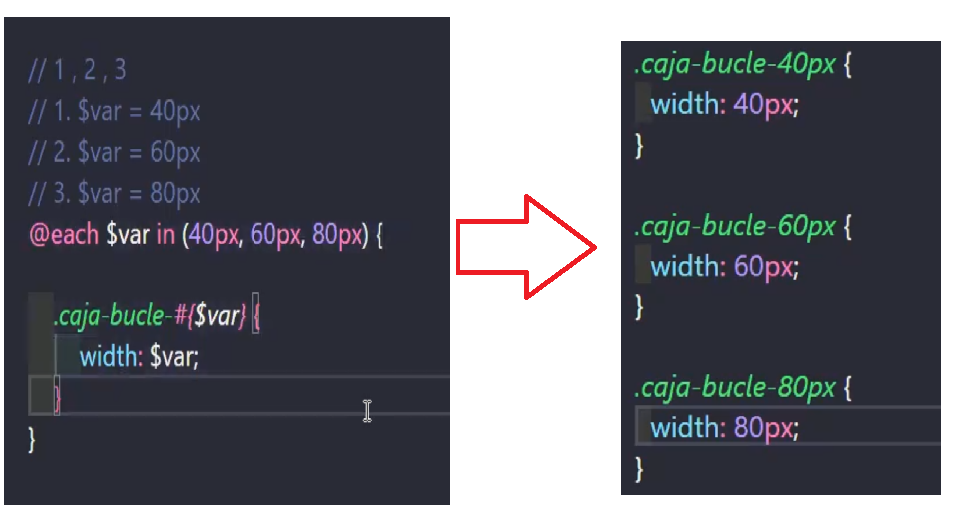 // 1 , 2 , 3
// 1. $var = 40px
// 2. $var = 60px
// 3. $var = 80px
@each $var in (40px, 60px, 80px) {
.caja-bucle-#{$var} {
width: $var;
}
}
.caja-bucle-40px {
width: 40px;
}
.caja-bucle-60px {
width: 60px;
}
.caja-bucle-80px {
width: 80px;
}